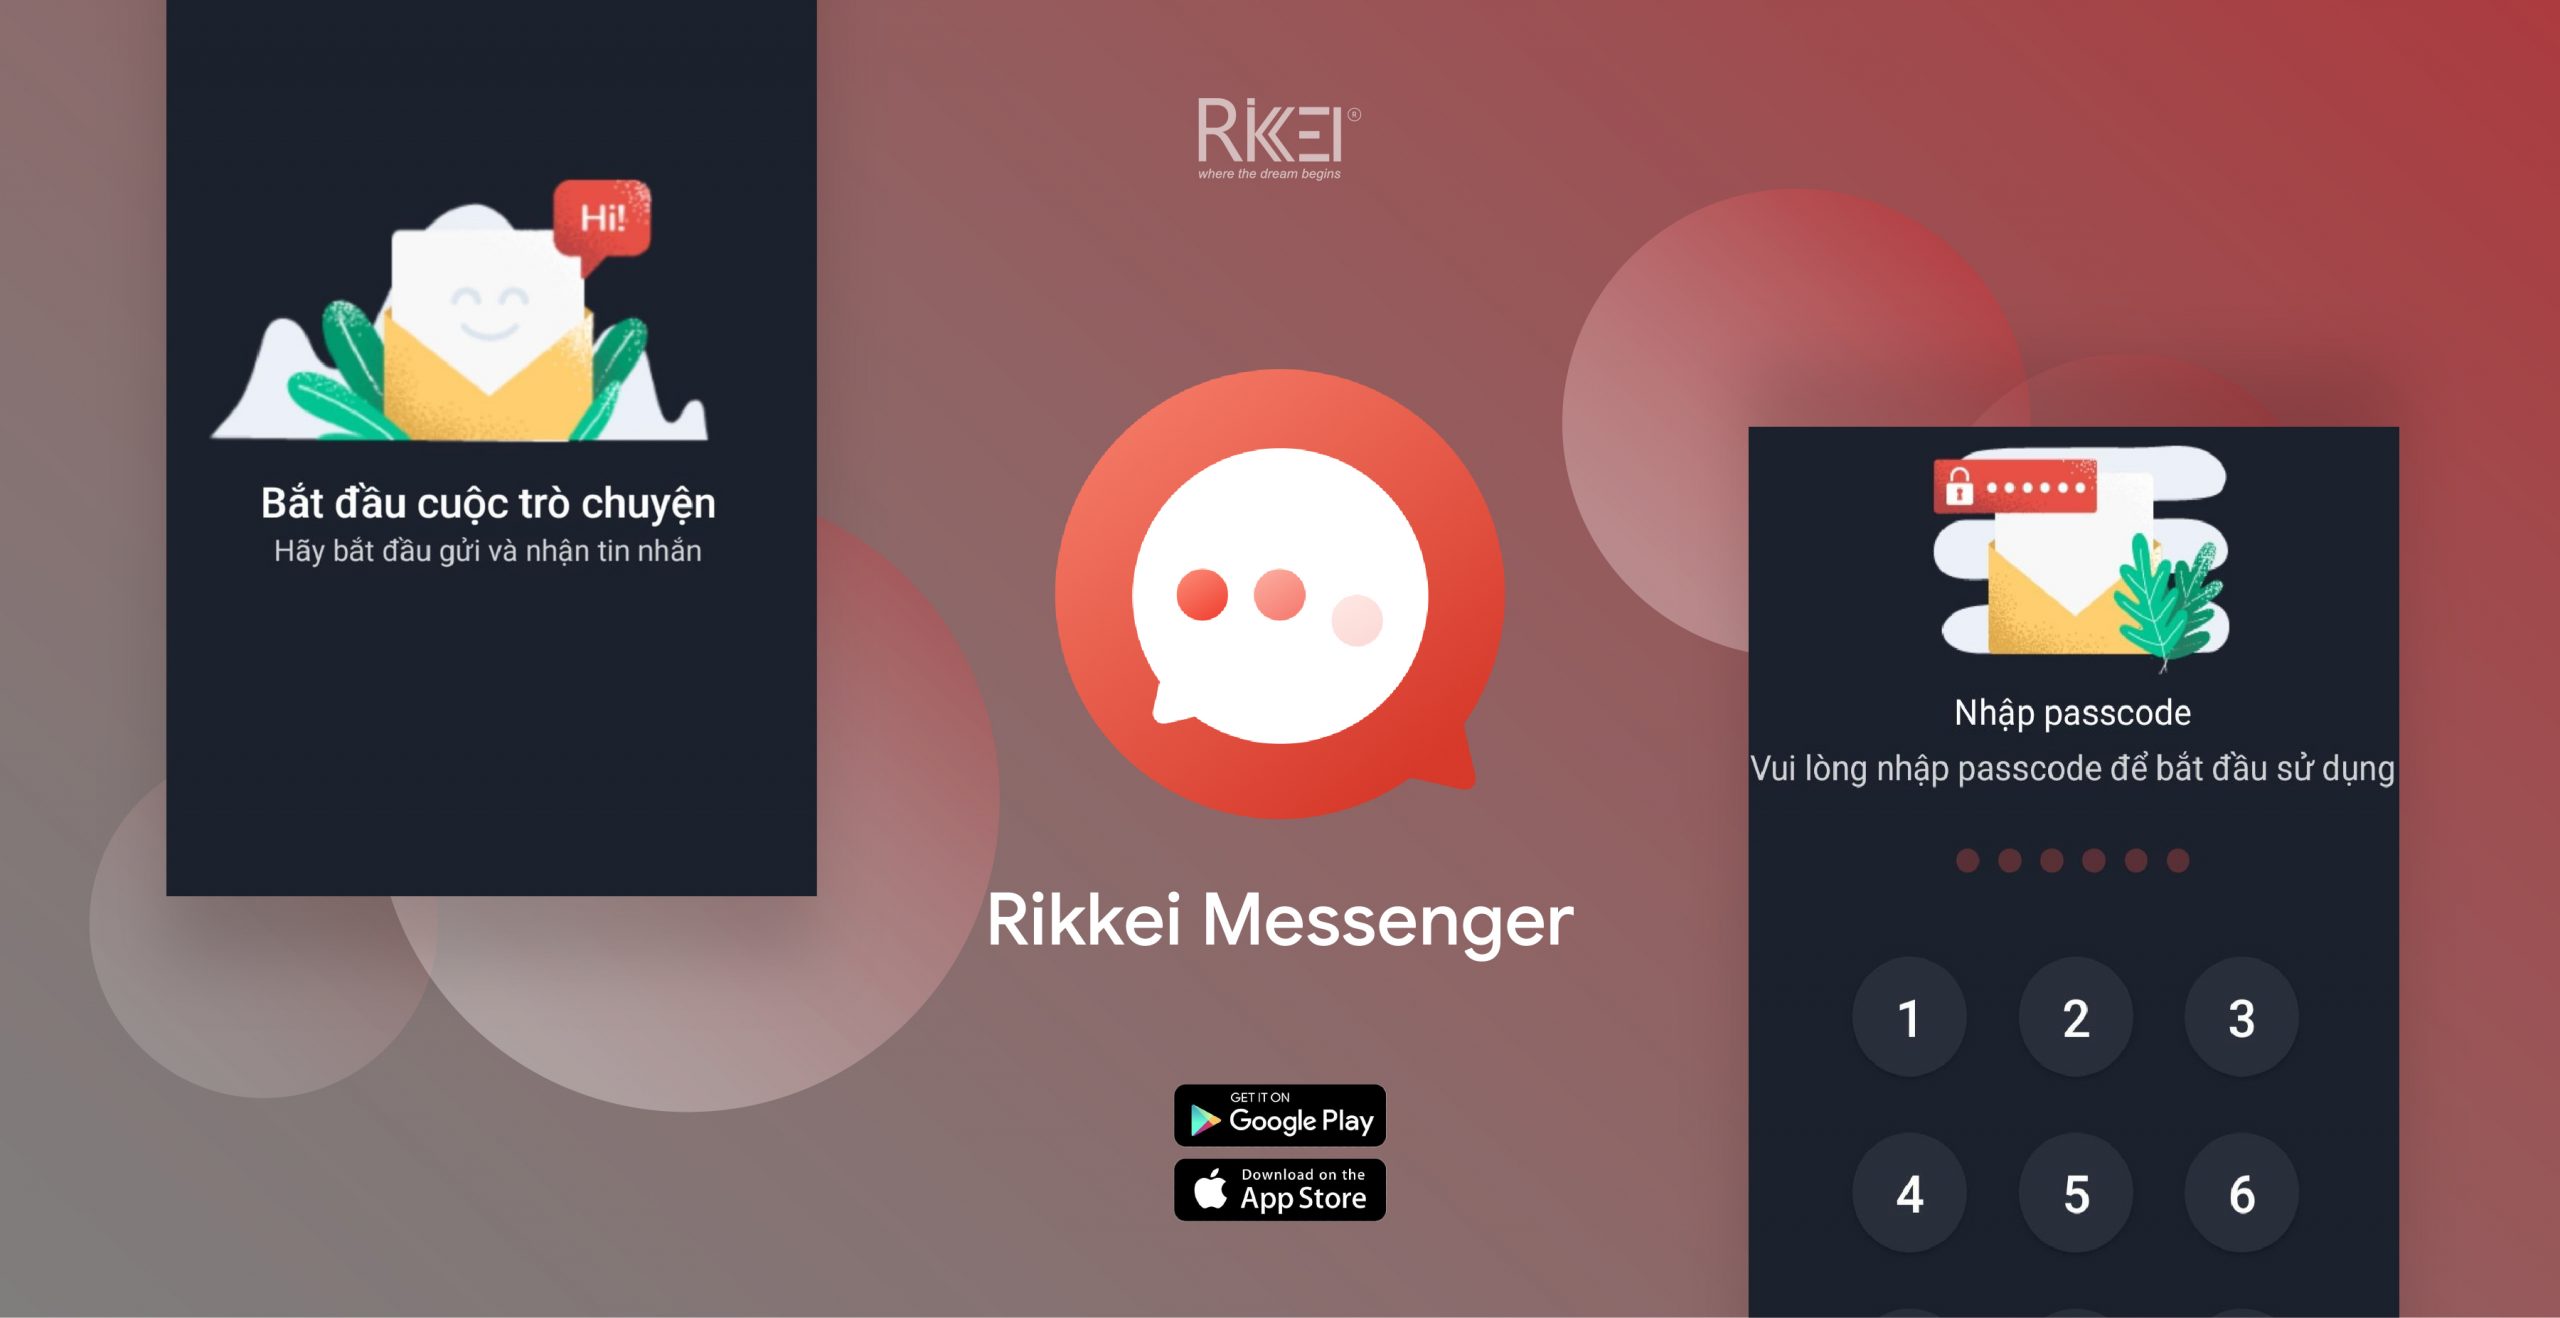 RIKKEI®
where the dream begins
Hi!
Bắt đầu cuộc trò chuyện
Hãy bắt đầu gửi và nhận tin nhắn
Rikkei Messenger
GET IT ON
Google Play
Download on the
App Store
Nhập passcode
Vui lòng nhập passcode để bắt đầu sử dụng
1 2 3
4 5 6